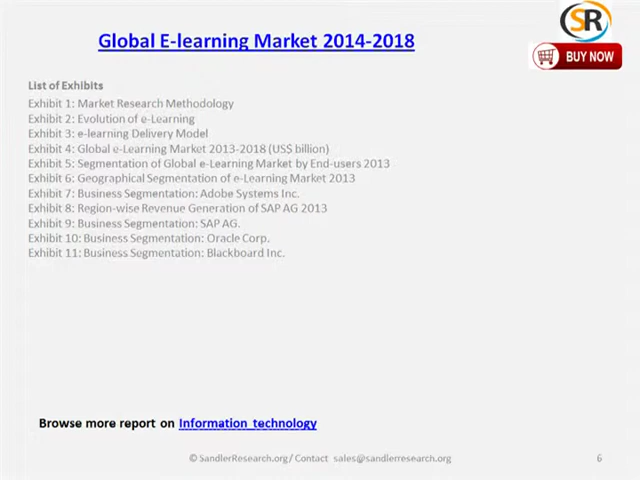 Global E-learning Market 2014-2018
SR
BUY NOW
List of Exhibits
Exhibit 1: Market Research Methodology
Exhibit 2: Evolution of e-Learning
Exhibit 3: e-learning Delivery Model
Exhibit 4: Global e-Learning Market 2013-2018 (US$ billion)
Exhibit 5: Segmentation of Global e-Learning Market by End-users 2013
Exhibit 6: Geographical Segmentation of e-Learning Market 2013
Exhibit 7: Business Segmentation: Adobe Systems Inc.
Exhibit 8: Region-wise Revenue Generation of SAP AG 2013
Exhibit 9: Business Segmentation: SAP AG.
Exhibit 10: Business Segmentation: Oracle Corp.
Exhibit 11: Business Segmentation: Blackboard Inc.
Browse more report on Information technology
© SandlerResearch.org/ Contact sales@sandlerresearch.org
6